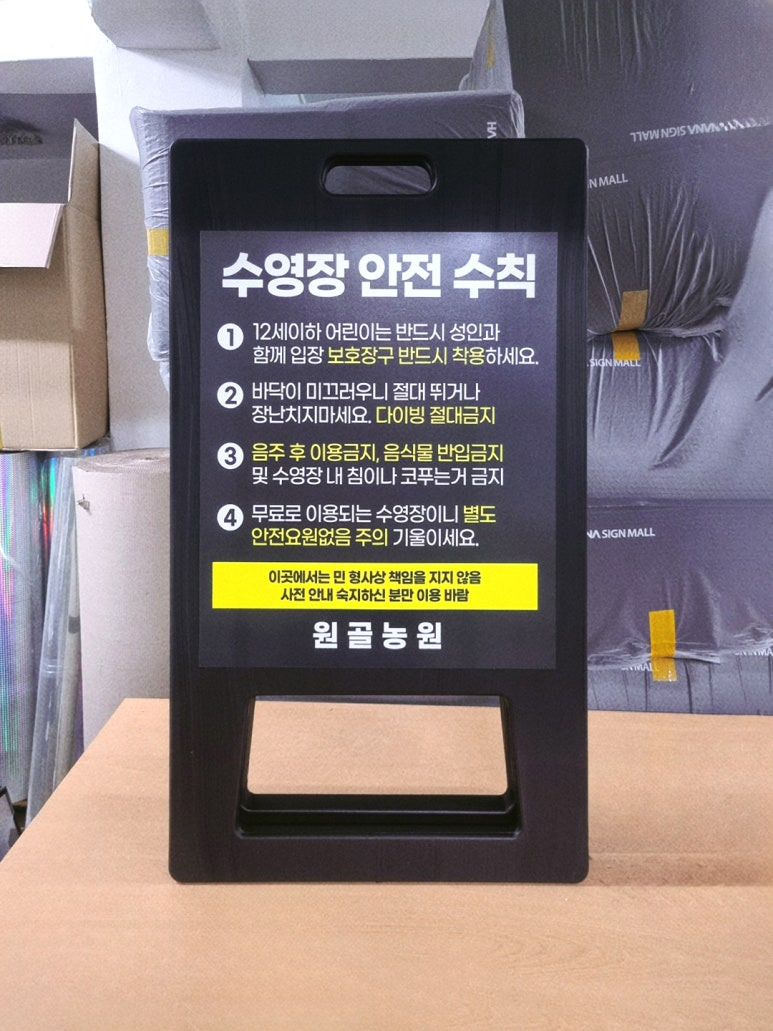 수영장 안전 수칙
1 12세이하 어린이는 반드시 성인과
함께 입장 보호장구 반드시 착용하세요.
2 바닥이 미끄러우니 절대 뛰거나
장난치지마세요. 다이빙 절대금지
3 음주 후 이용금지, 음식물 반입금지
및 수영장 내 침이나 코푸는거 금지
4 무료로 이용되는 수영장이니 별도
안전요원없음 주의 기울이세요.
이곳에서는 민 형사상 책임을 지지 않음
사전 안내 숙지하신 분만 이용 바람
원골농원
NANA SIGN MALL
N MALL
SIGN MALL
NA SIGN MALL